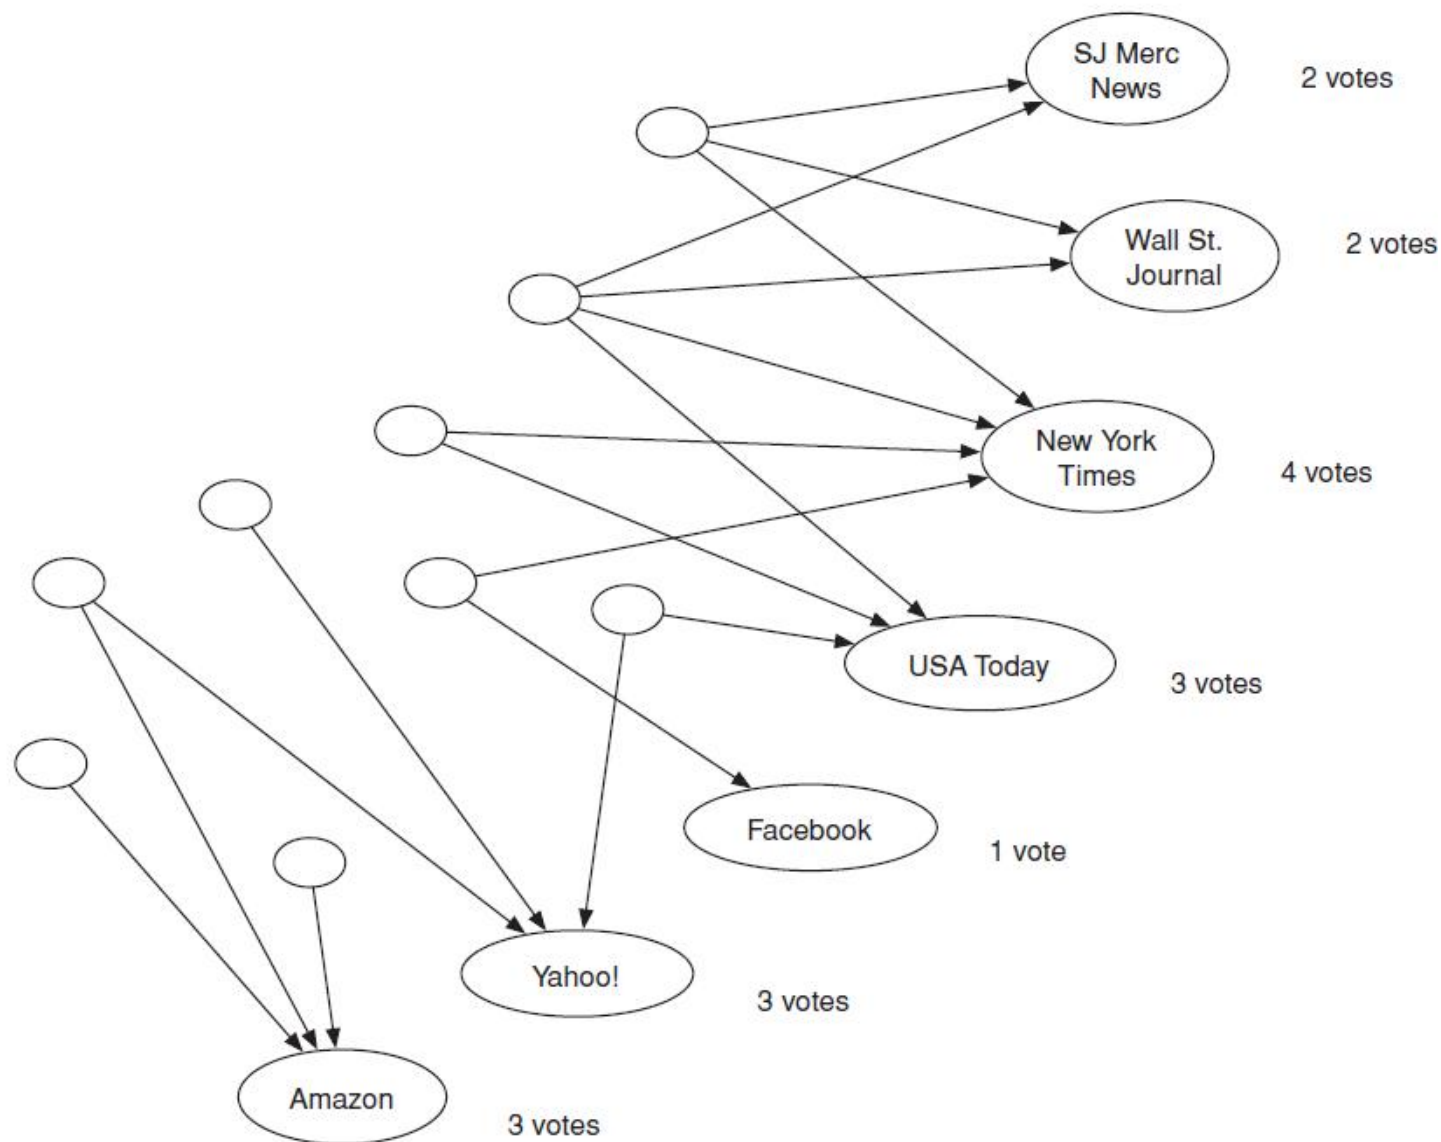 SJ Merc
News
2 votes
Wall St.
Journal
2 votes
New York
Times
4 votes
USA Today
3 votes
Facebook
1 vote
Yahoo!
3 votes
Amazon
3 votes